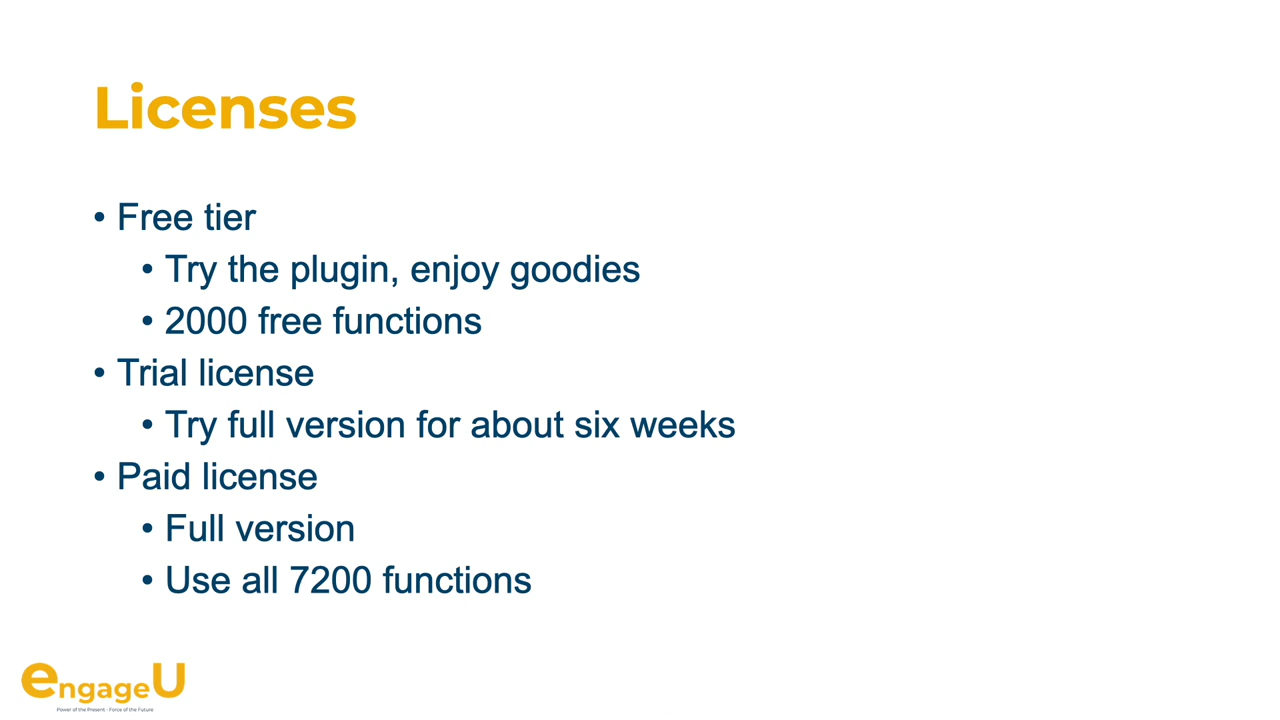 Licenses
• Free tier
• Try the plugin, enjoy goodies
• 2000 free functions
• Trial license
• Try full version for about six weeks
• Paid license
• Full version
• Use all 7200 functions
engageU
Power of the Present - Force of the Future